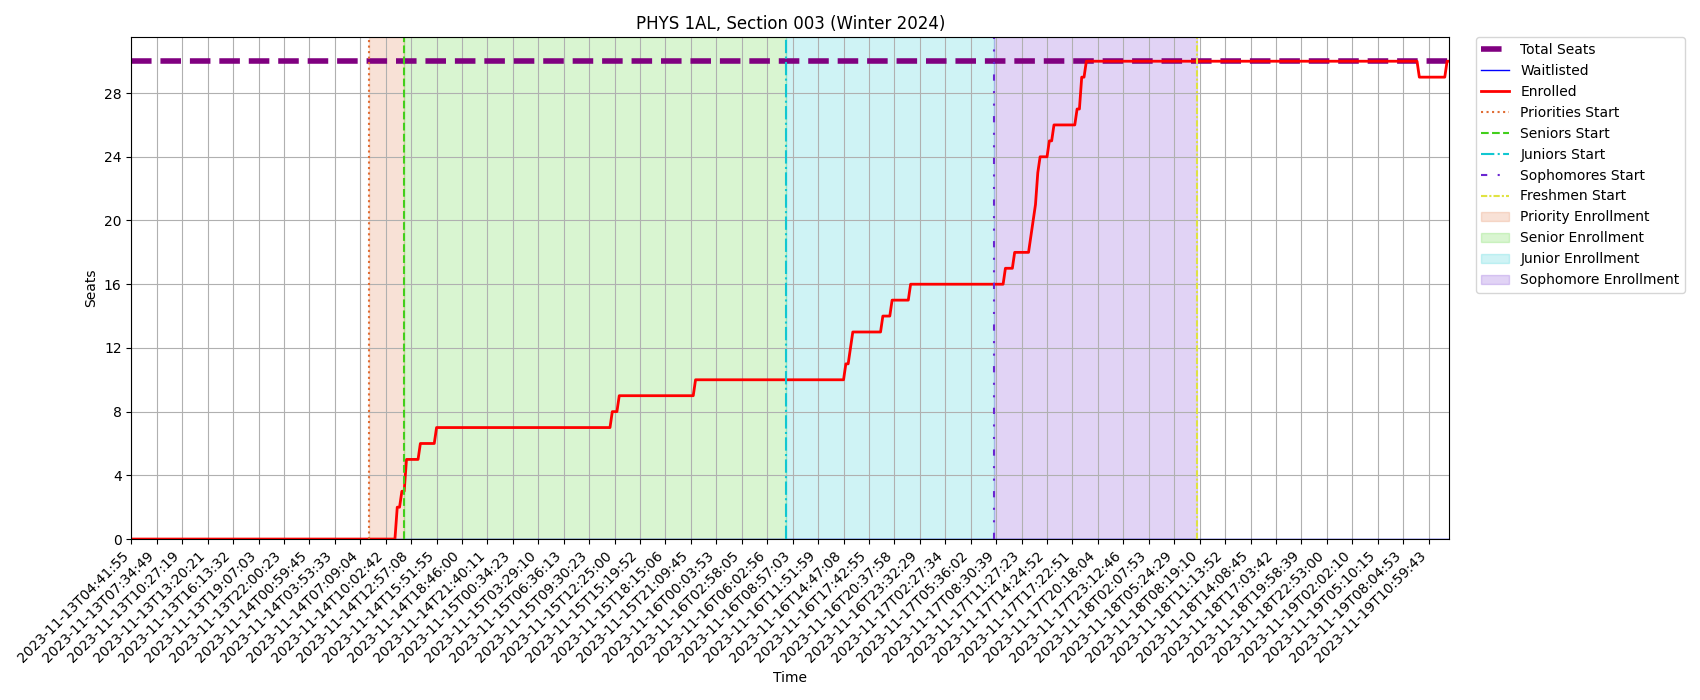 PHYS 1AL, Section 003 (Winter 2024)
Seats
28
24
20
16
12
8
4
0
2023-11-13T04:41:55
2023-11-13T07:34:49
2023-11-13T10:27:19
2023-11-13T13:20:21
2023-11-13T16:13:32
2023-11-13T19:07:03
2023-11-13T22:00:23
2023-11-14T00:59:45
2023-11-14T03:53:33
2023-11-14T07:09:04
2023-11-14T10:02:42
2023-11-14T12:57:08
2023-11-14T15:51:55
2023-11-14T18:46:00
2023-11-14T21:40:11
2023-11-15T00:34:23
2023-11-15T03:29:10
2023-11-15T06:36:13
2023-11-15T09:30:23
2023-11-15T12:25:00
2023-11-15T15:19:52
2023-11-15T18:15:06
2023-11-15T21:09:45
2023-11-16T00:03:53
2023-11-16T02:58:05
2023-11-16T06:02:56
2023-11-16T08:57:03
2023-11-16T11:51:59
2023-11-16T14:47:08
2023-11-16T17:42:55
2023-11-16T20:37:58
2023-11-16T23:32:29
2023-11-17T02:27:34
2023-11-17T05:36:02
2023-11-17T08:30:39
2023-11-17T11:27:23
2023-11-17T14:24:52
2023-11-17T17:22:51
2023-11-17T20:18:04
2023-11-17T23:12:46
2023-11-18T02:07:53
2023-11-18T05:24:29
2023-11-18T08:19:10
2023-11-18T11:13:52
2023-11-18T14:08:45
2023-11-18T17:03:42
2023-11-18T19:58:39
2023-11-18T22:53:00
2023-11-19T02:02:10
2023-11-19T05:10:15
2023-11-19T08:04:53
2023-11-19T10:59:43
Time
Total Seats
Waitlisted
Enrolled
Priorities Start
Seniors Start
Juniors Start
Sophomores Start
Freshmen Start
Priority Enrollment
Senior Enrollment
Junior Enrollment
Sophomore Enrollment